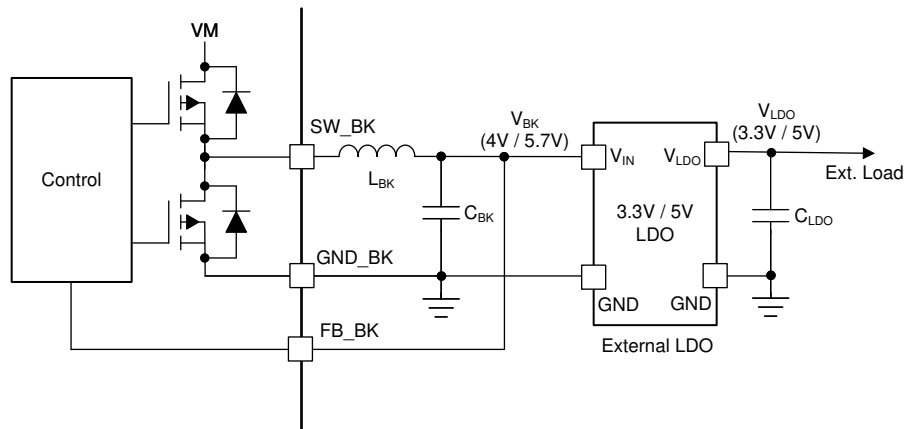 VM
Control
SW_BK
L_BK
V_BK
(4V / 5.7V)
C_BK
GND_BK
FB_BK
V_IN
V_LDO
3.3V / 5V
LDO
GND
GND
External LDO
V_LDO
(3.3V / 5V)
Ext. Load
C_LDO